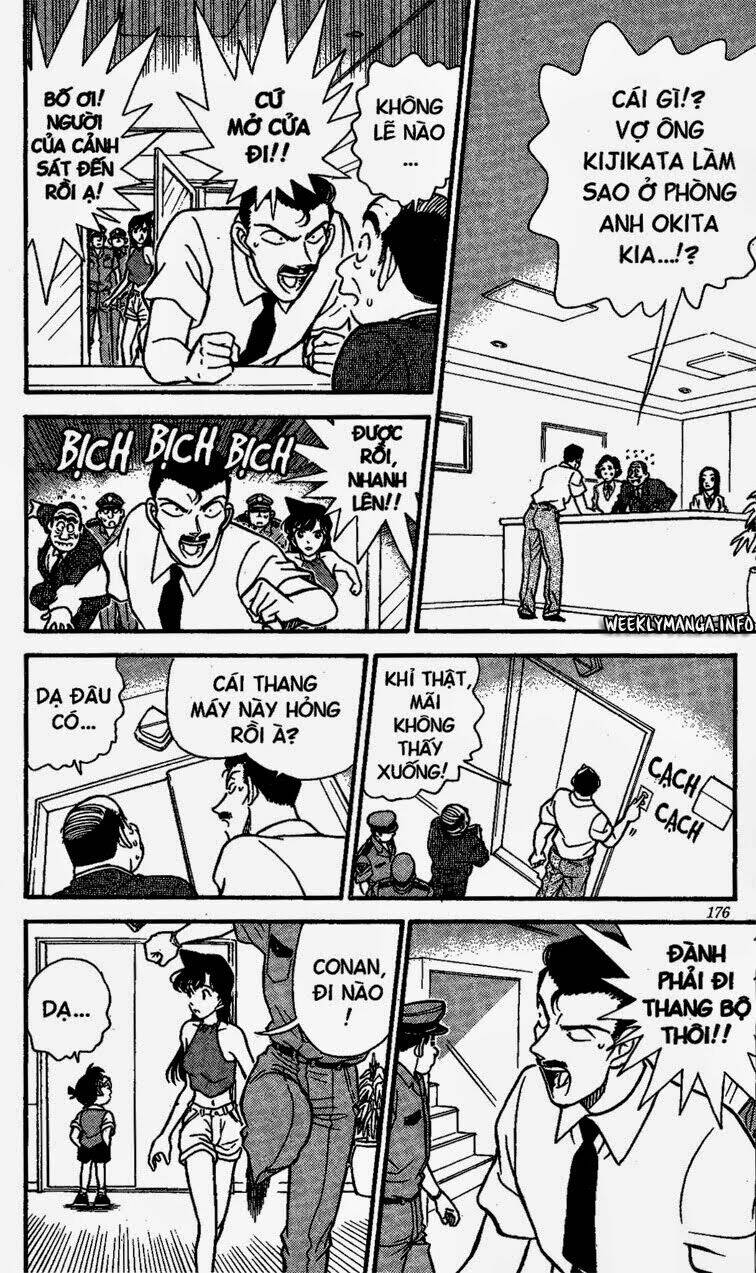 CÁI GÌ!?
VỢ ÔNG
KIJIKATA LÀM
SAO Ở PHÒNG
ANH OKITA
KIA...!?
KHÔNG
LẼ NÀO
...
CỨ
MỞ CỬA
ĐI!!
BỐ ƠI!
NGƯỜI
CỦA CẢNH
SÁT ĐẾN
RỒI Ạ!
WEEKLYMANGA.INFO
ĐƯỢC
RỒI,
NHANH
LÊN!!
BỊCH BỊCH BỊCH
KHỈ THẬT,
MÃI
KHÔNG
THẤY
XUỐNG!
CẠCH
CẠCH
CÁI THANG
MÁY NÀY HỎNG
RỒI À?
DẠ ĐÂU
CÓ...
176
ĐÀNH
PHẢI ĐI
THANG BỘ
THÔI!!
CONAN,
ĐI NÀO
!
DẠ...